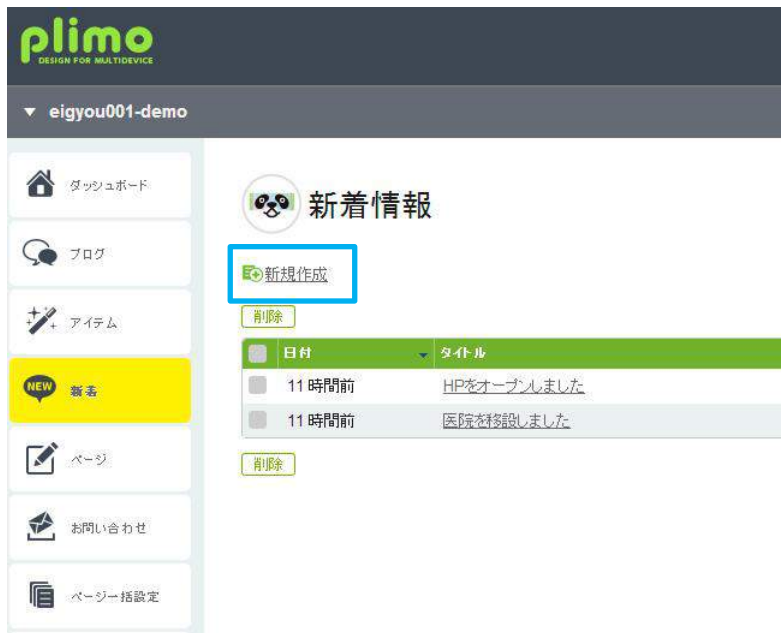 plimo
DESIGN FOR MULTIDEVICE
▼ eigyou001-demo
ダッシュボード
ブログ
アイテム
NEW 新着
ページ
お問い合わせ
ページ一括設定
新着情報
新規作成
削除
日付 タイトル
11 時間前 HPをオープンしました
11 時間前 医院を移設しました
削除